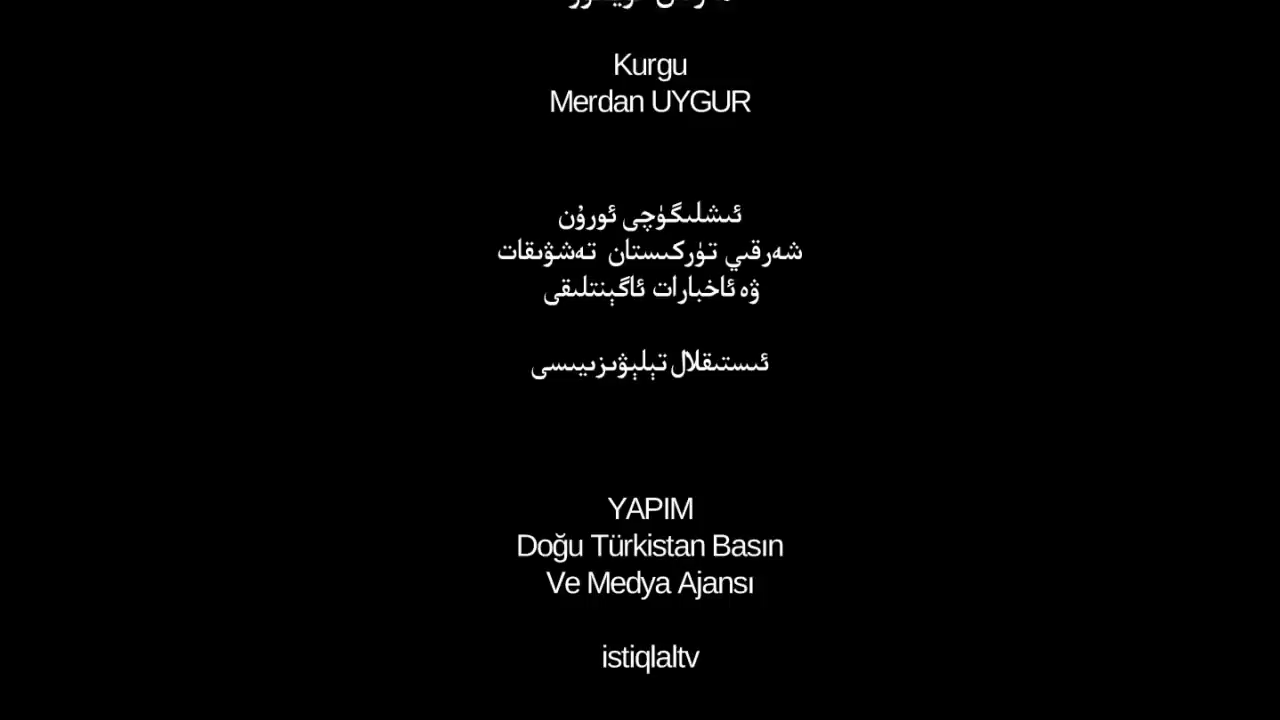 Kurgu
Merdan UYGUR
ئىشلىگۈچى ئورۇن
شەرقىي تۈركىستان تەشۋىقات
ۋە ئاخبارات ئاگېنتلىقى
ئىستىقلال تېلېۋىزىيىسى
YAPIM
Doğu Türkistan Basın
Ve Medya Ajansı
istiqlaltv